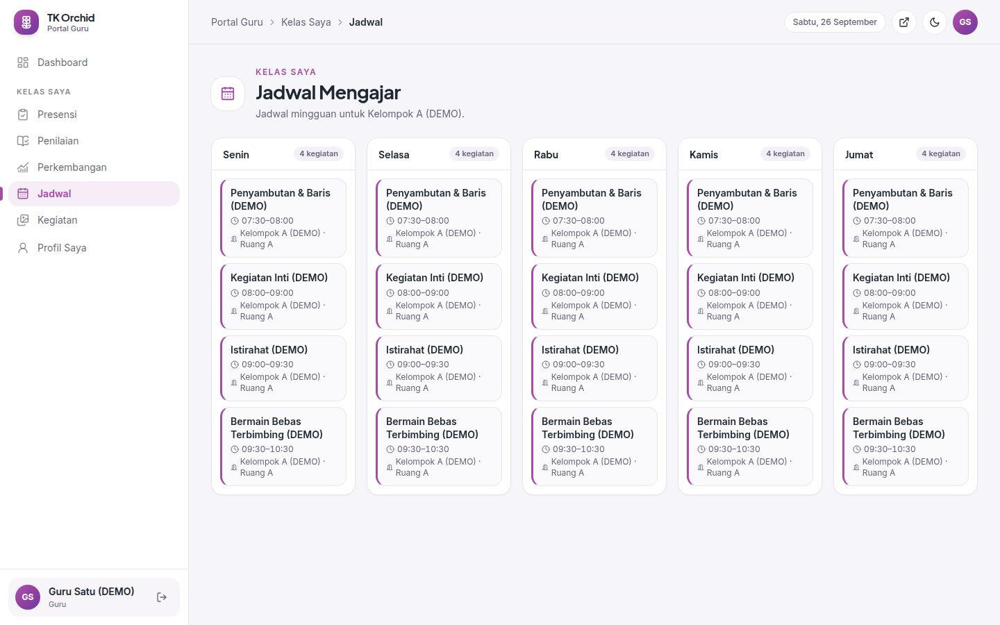 TK Orchid
Portal Guru
Dashboard
KELAS SAYA
Presensi
Penilaian
Perkembangan
Jadwal
Kegiatan
Profil Saya
GS
Guru Satu (DEMO)
Guru
Portal Guru > Kelas Saya > Jadwal
Sabtu, 26 September
GS
KELAS SAYA
Jadwal Mengajar
Jadwal mingguan untuk Kelompok A (DEMO).
Senin
4 kegiatan
Penyambutan & Baris
(DEMO)
07:30–08:00
Kelompok A (DEMO) ·
Ruang A
Kegiatan Inti (DEMO)
08:00–09:00
Kelompok A (DEMO) ·
Ruang A
Istirahat (DEMO)
09:00–09:30
Kelompok A (DEMO) ·
Ruang A
Bermain Bebas
Terbimbing (DEMO)
09:30–10:30
Kelompok A (DEMO) ·
Ruang A
Selasa
4 kegiatan
Penyambutan & Baris
(DEMO)
07:30–08:00
Kelompok A (DEMO) ·
Ruang A
Kegiatan Inti (DEMO)
08:00–09:00
Kelompok A (DEMO) ·
Ruang A
Istirahat (DEMO)
09:00–09:30
Kelompok A (DEMO) ·
Ruang A
Bermain Bebas
Terbimbing (DEMO)
09:30–10:30
Kelompok A (DEMO) ·
Ruang A
Rabu
4 kegiatan
Penyambutan & Baris
(DEMO)
07:30–08:00
Kelompok A (DEMO) ·
Ruang A
Kegiatan Inti (DEMO)
08:00–09:00
Kelompok A (DEMO) ·
Ruang A
Istirahat (DEMO)
09:00–09:30
Kelompok A (DEMO) ·
Ruang A
Bermain Bebas
Terbimbing (DEMO)
09:30–10:30
Kelompok A (DEMO) ·
Ruang A
Kamis
4 kegiatan
Penyambutan & Baris
(DEMO)
07:30–08:00
Kelompok A (DEMO) ·
Ruang A
Kegiatan Inti (DEMO)
08:00–09:00
Kelompok A (DEMO) ·
Ruang A
Istirahat (DEMO)
09:00–09:30
Kelompok A (DEMO) ·
Ruang A
Bermain Bebas
Terbimbing (DEMO)
09:30–10:30
Kelompok A (DEMO) ·
Ruang A
Jumat
4 kegiatan
Penyambutan & Baris
(DEMO)
07:30–08:00
Kelompok A (DEMO) ·
Ruang A
Kegiatan Inti (DEMO)
08:00–09:00
Kelompok A (DEMO) ·
Ruang A
Istirahat (DEMO)
09:00–09:30
Kelompok A (DEMO) ·
Ruang A
Bermain Bebas
Terbimbing (DEMO)
09:30–10:30
Kelompok A (DEMO) ·
Ruang A